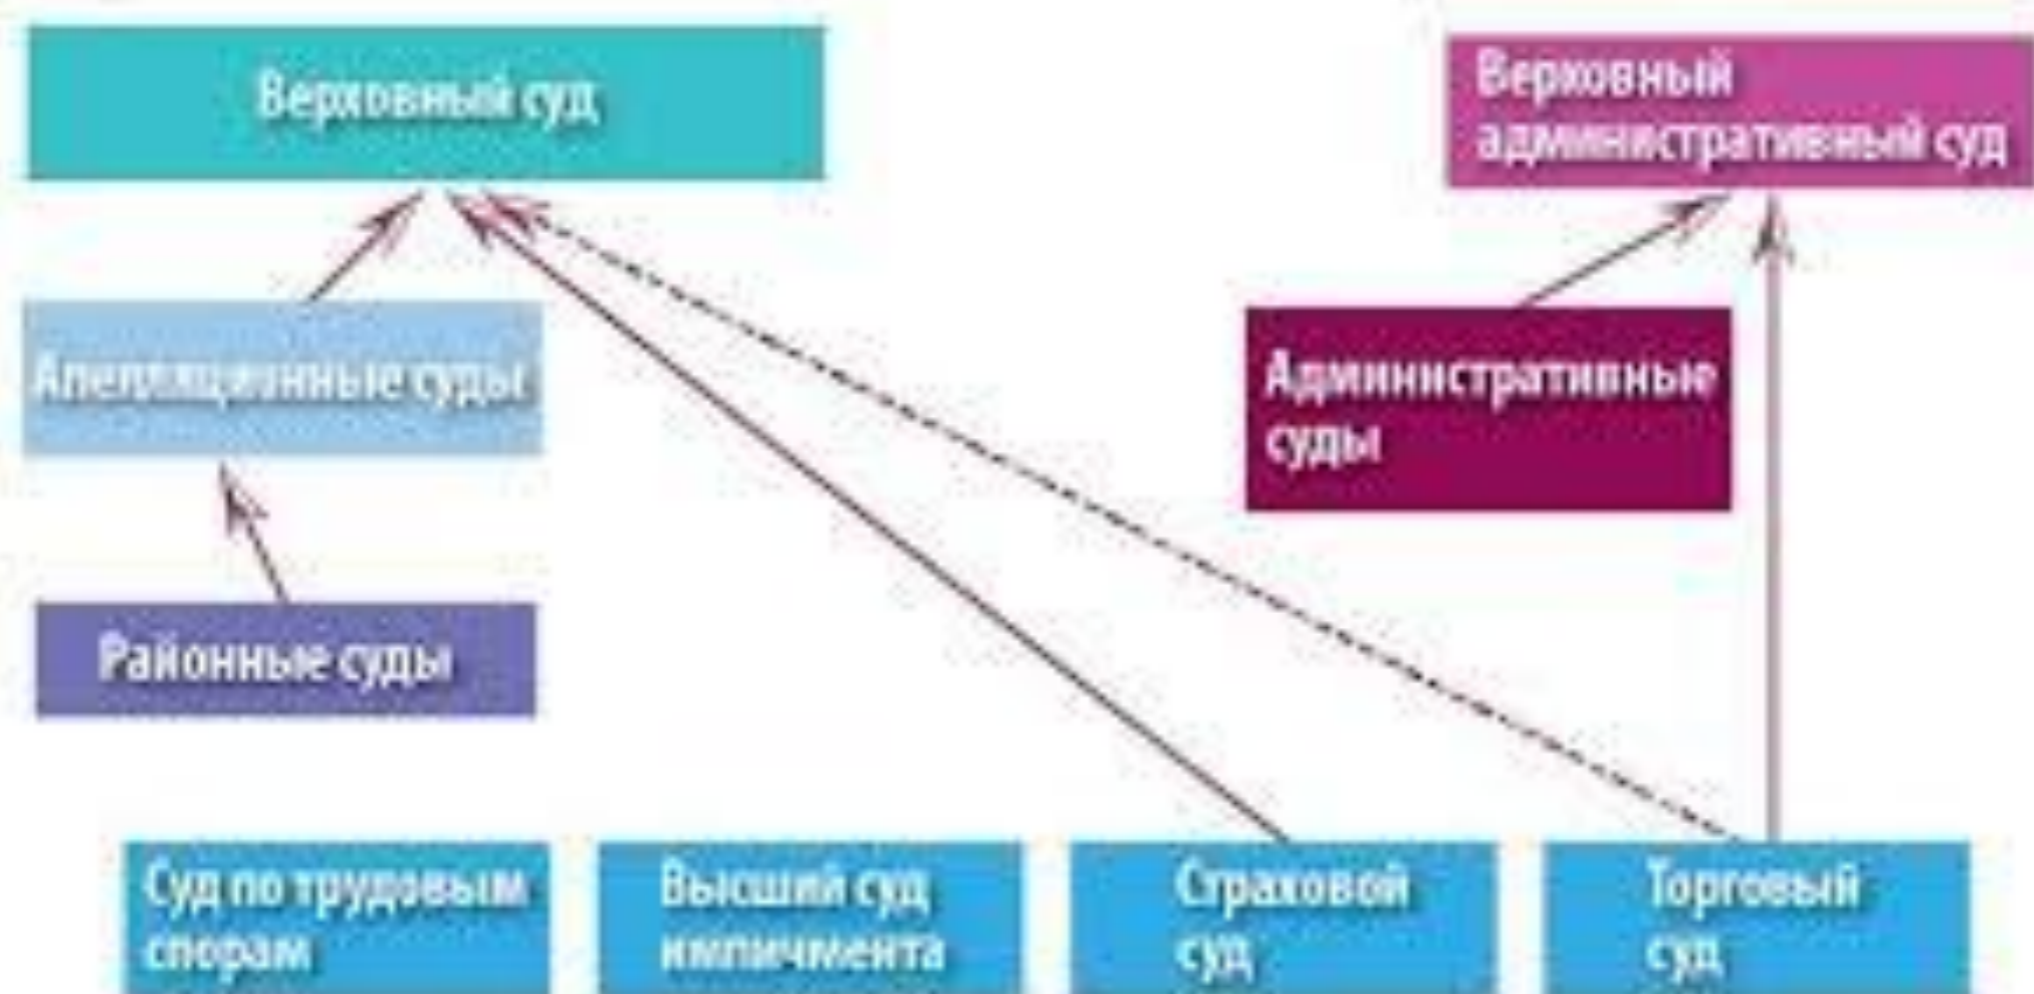 Верховный суд
Верховный
административный суд
Апелляционные суды
Административные
суды
Районные суды
Суд по трудовым
спорам
Высший суд
импичмента
Страховой
суд
Торговый
суд